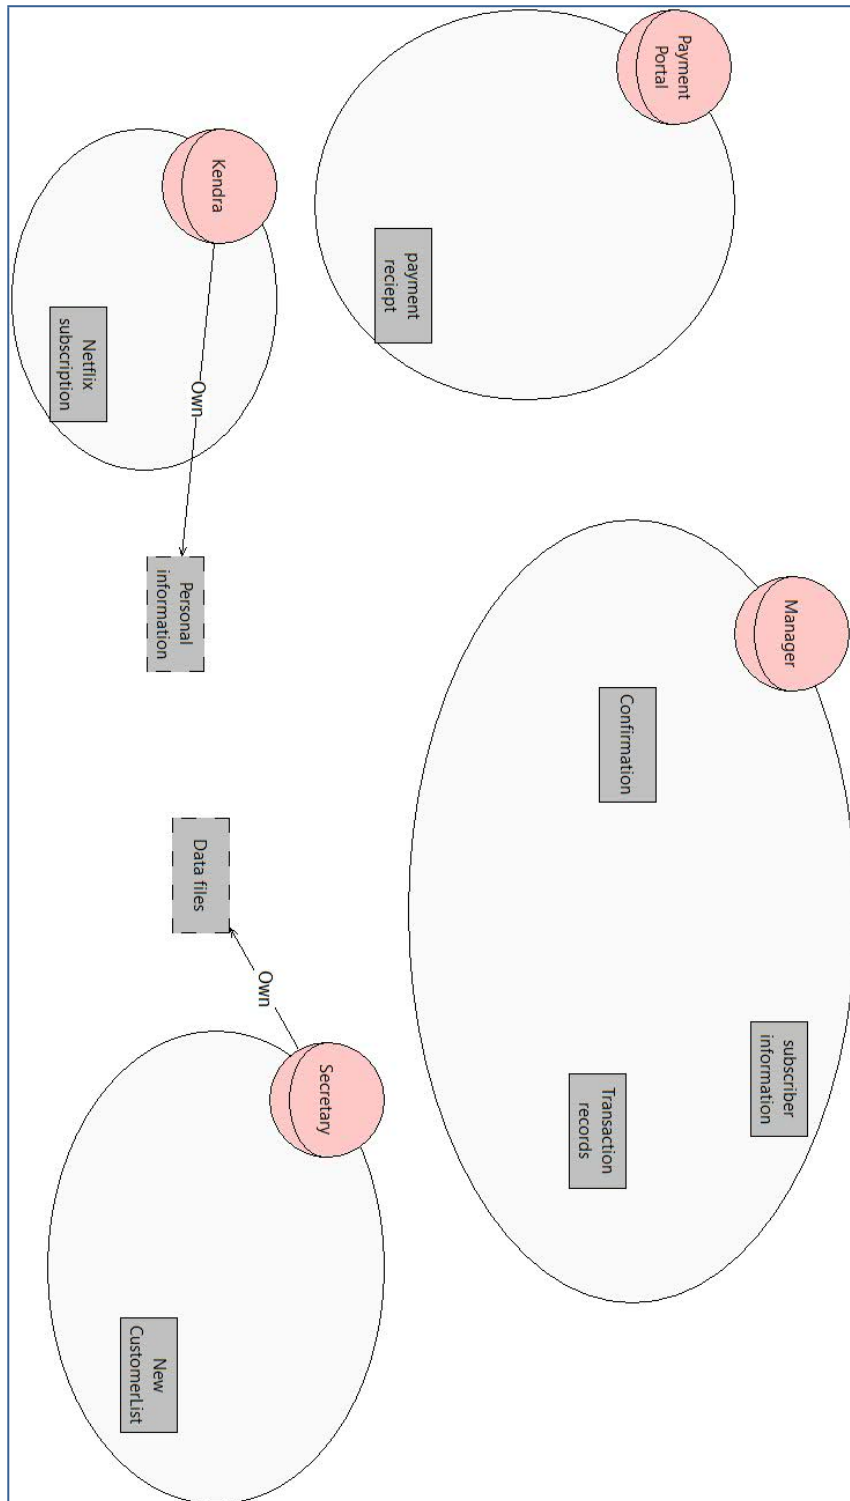 Payment
Portal
payment
reciept
Kendra
Netflix
subscription
Own
Personal
information
Manager
Confirmation
subscriber
information
Transaction
records
Data files
Own
Secretary
New
CustomerList